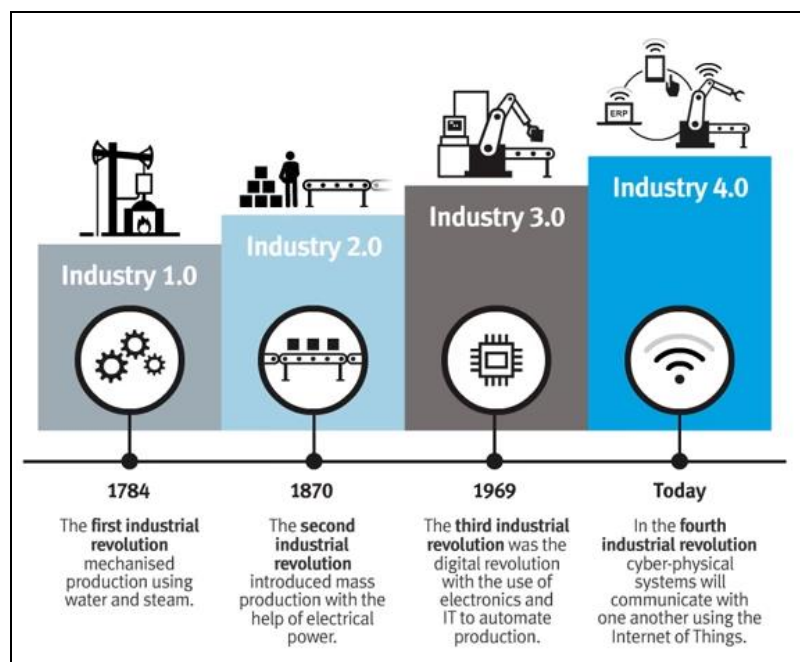 ERP
Industry 1.0
Industry 2.0
Industry 3.0
Industry 4.0
1784
The first industrial
revolution
mechanised
production using
water and steam.
1870
The second
industrial
revolution
introduced mass
production with the
help of electrical
power.
1969
The third industrial
revolution was the
digital revolution
with the use of
electronics and
IT to automate
production.
Today
In the fourth
industrial revolution
cyber-physical
systems will
communicate with
one another using the
Internet of Things.